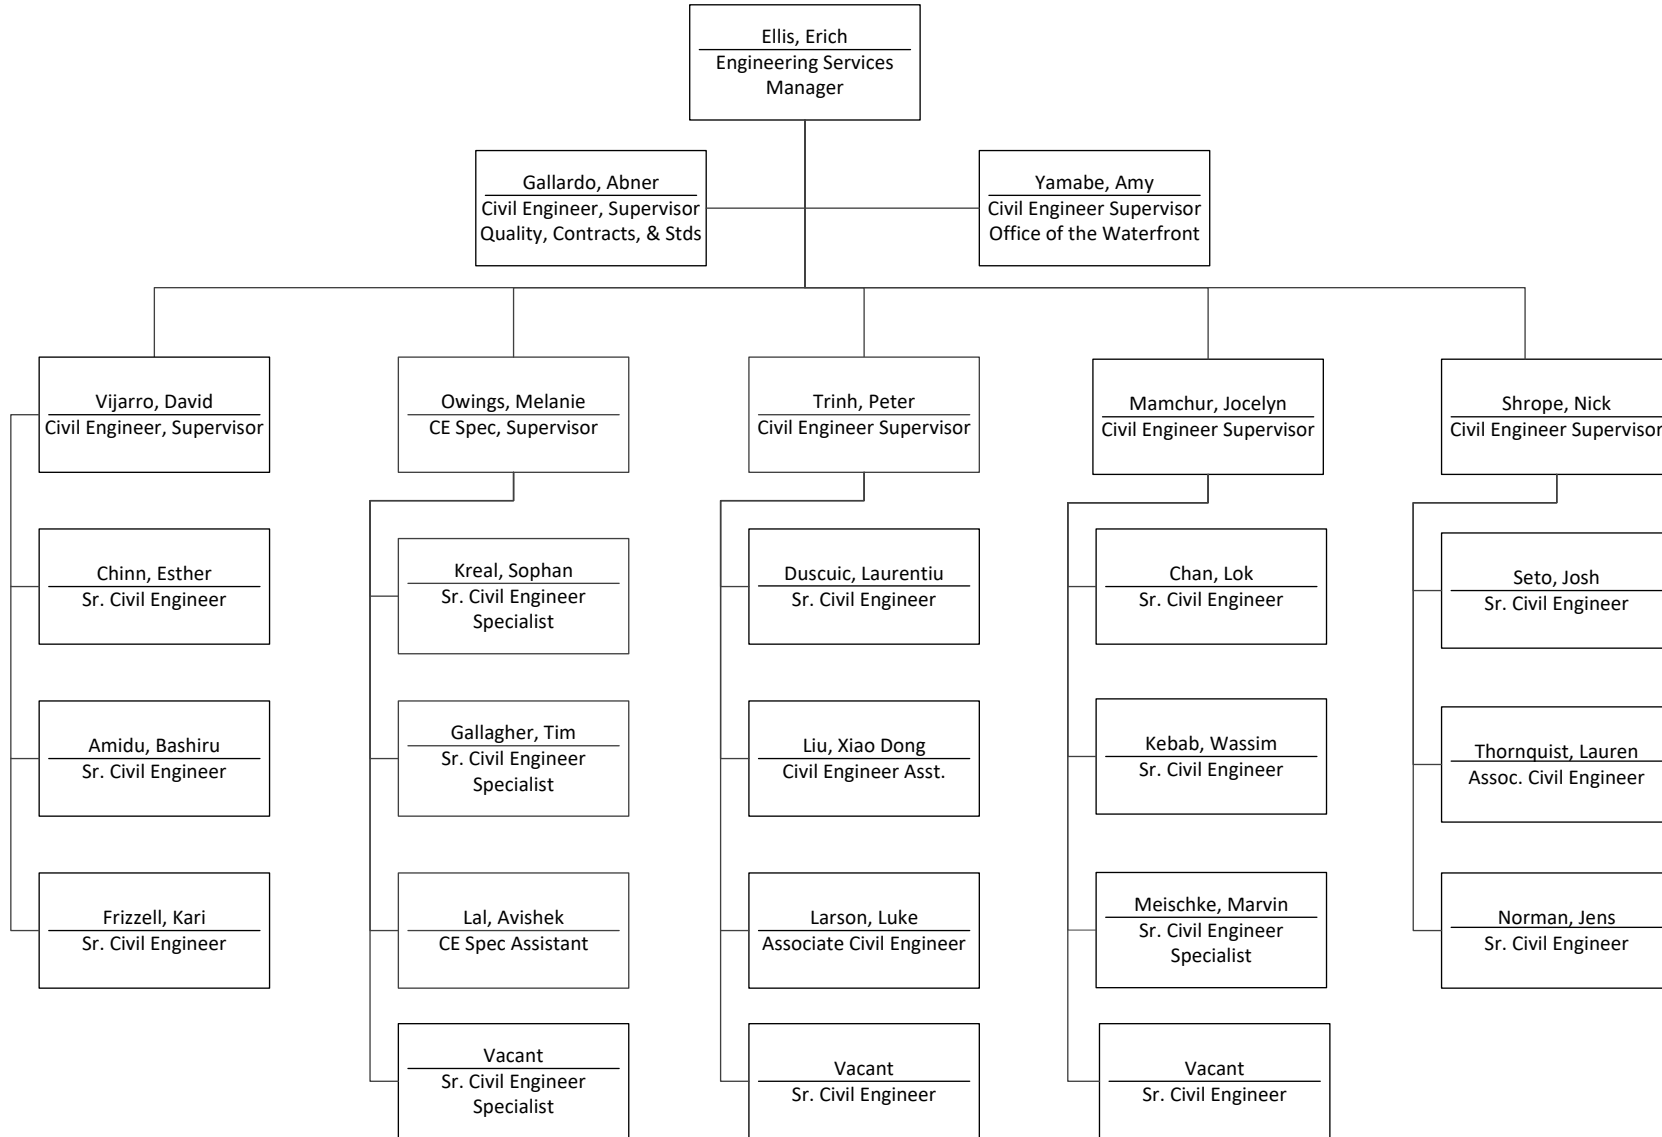 Ellis, Erich
Engineering Services
Manager
Gallardo, Abner
Civil Engineer, Supervisor
Quality, Contracts, & Stds
Yamabe, Amy
Civil Engineer Supervisor
Office of the Waterfront
Vijarro, David
Civil Engineer, Supervisor
Owings, Melanie
CE Spec, Supervisor
Trinh, Peter
Civil Engineer Supervisor
Mamchur, Jocelyn
Civil Engineer Supervisor
Shrope, Nick
Civil Engineer Supervisor
Chinn, Esther
Sr. Civil Engineer
Kreal, Sophan
Sr. Civil Engineer
Specialist
Duscuic, Laurentiu
Sr. Civil Engineer
Chan, Lok
Sr. Civil Engineer
Seto, Josh
Sr. Civil Engineer
Amidu, Bashiru
Sr. Civil Engineer
Gallagher, Tim
Sr. Civil Engineer
Specialist
Liu, Xiao Dong
Civil Engineer Asst.
Kebab, Wassim
Sr. Civil Engineer
Thornquist, Lauren
Assoc. Civil Engineer
Frizzell, Kari
Sr. Civil Engineer
Lal, Avishek
CE Spec Assistant
Larson, Luke
Associate Civil Engineer
Meischke, Marvin
Sr. Civil Engineer
Specialist
Norman, Jens
Sr. Civil Engineer
Vacant
Sr. Civil Engineer
Specialist
Vacant
Sr. Civil Engineer
Vacant
Sr. Civil Engineer